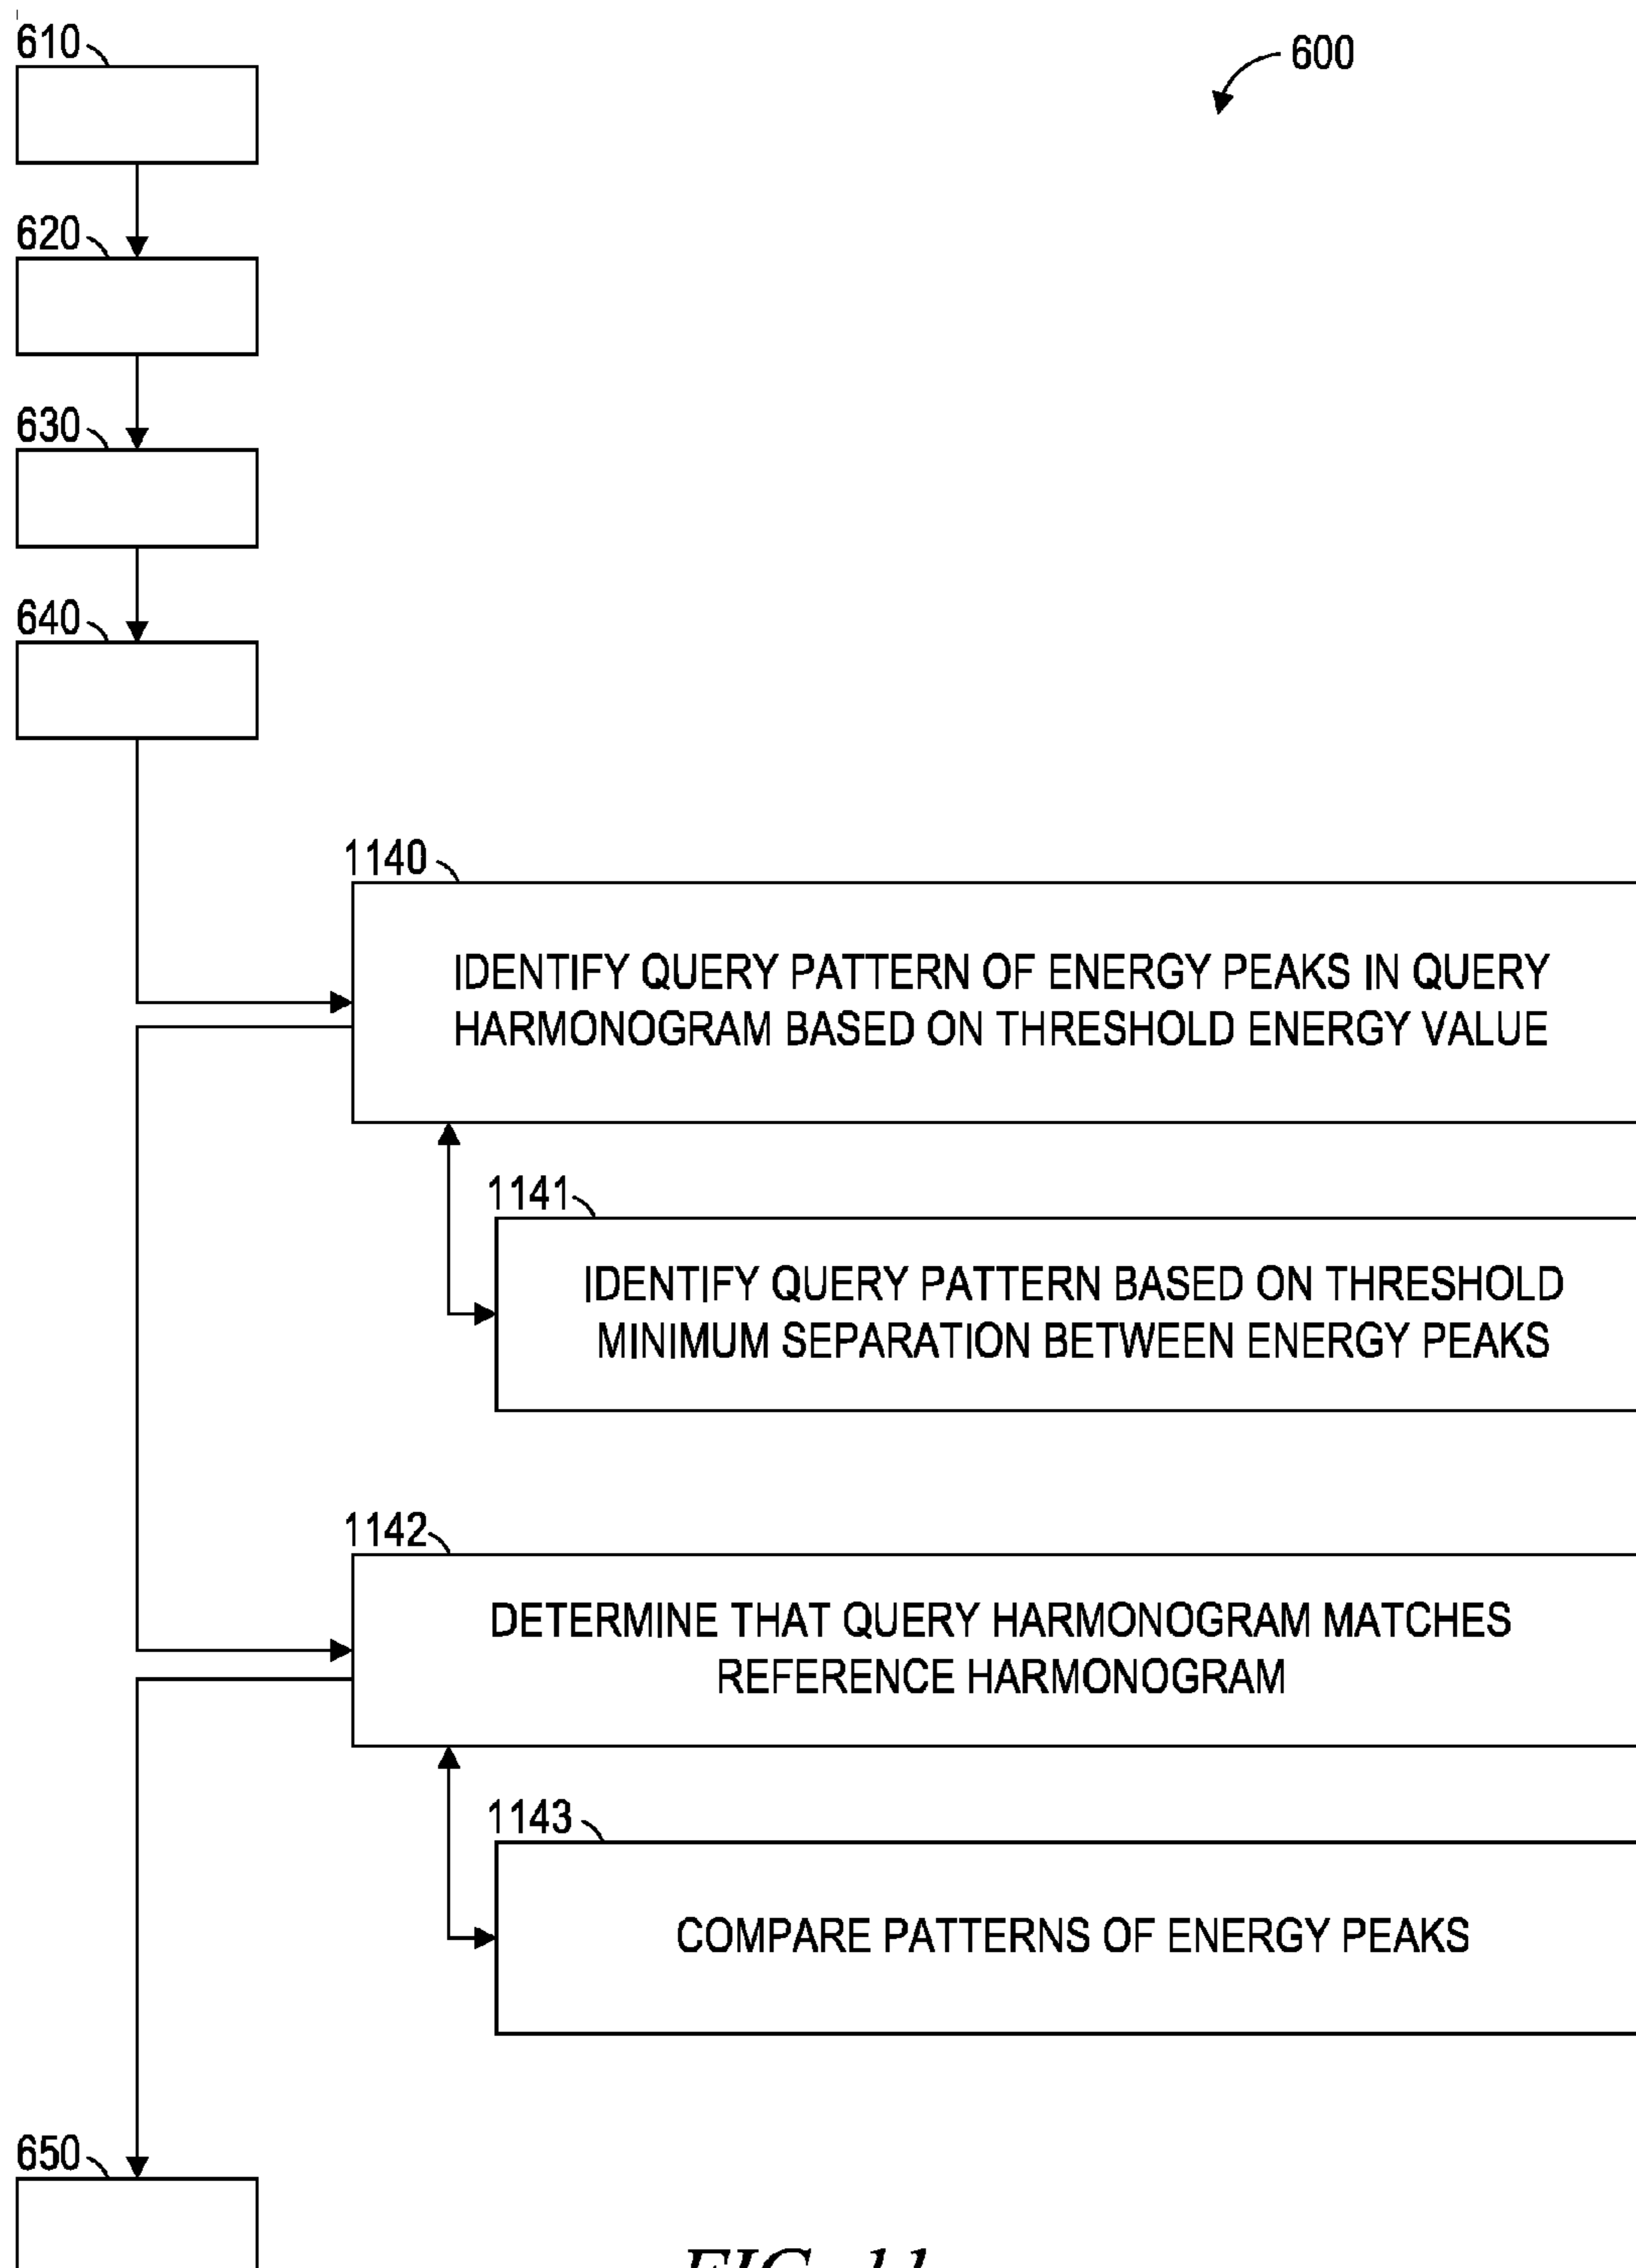 610
600
620
630
640
1140
IDENTIFY QUERY PATTERN OF ENERGY PEAKS IN QUERY
HARMONOGRAM BASED ON THRESHOLD ENERGY VALUE
1141
IDENTIFY QUERY PATTERN BASED ON THRESHOLD
MINIMUM SEPARATION BETWEEN ENERGY PEAKS
1142
DETERMINE THAT QUERY HARMONOGRAM MATCHES
REFERENCE HARMONOGRAM
1143
COMPARE PATTERNS OF ENERGY PEAKS
650
FIG. 11